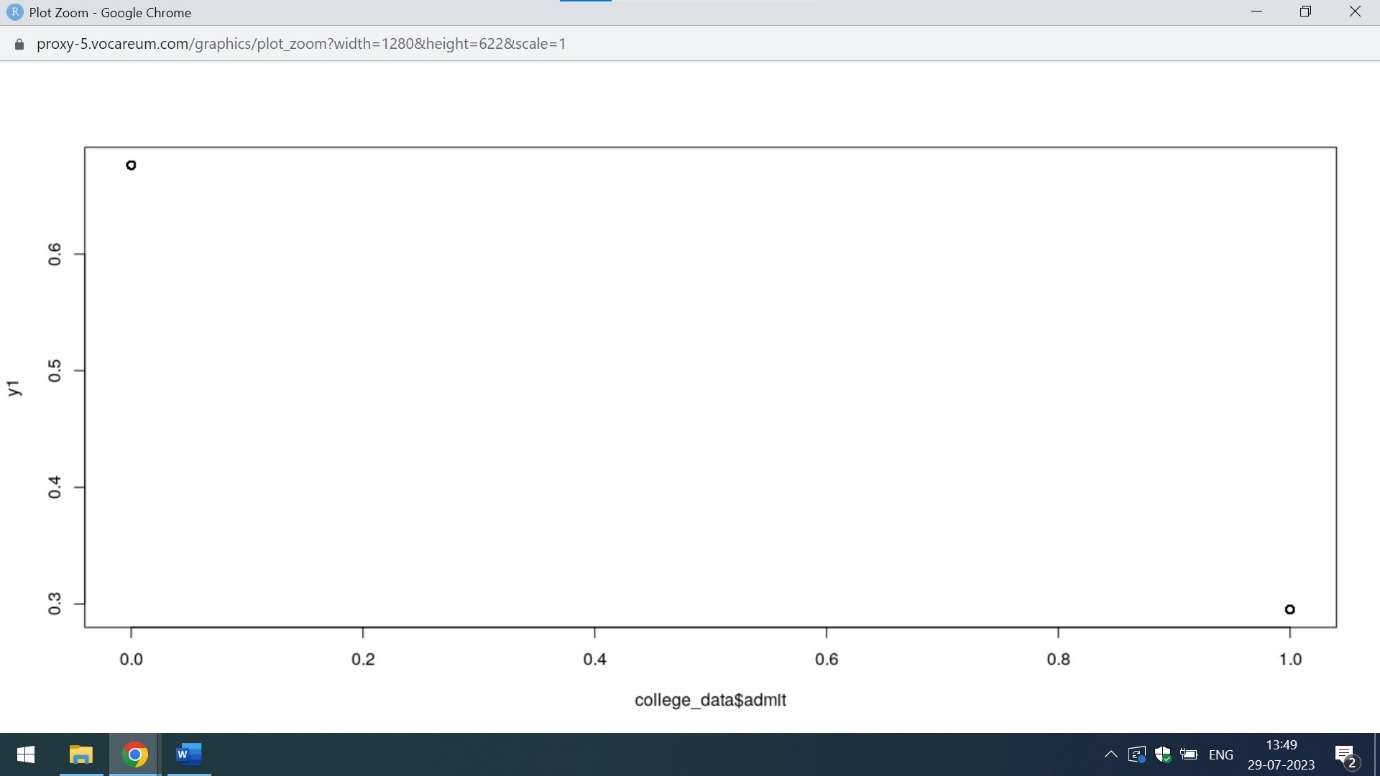 R Plot Zoom - Google Chrome
proxy-5.vocareum.com/graphics/plot_zoom?width=1280&height=622&scale=1
0.6
0.5
y1
0.4
0.3
0.0 0.2 0.4 0.6 0.8 1.0
college_data$admit
W
ENG
13:49
29-07-2023
2